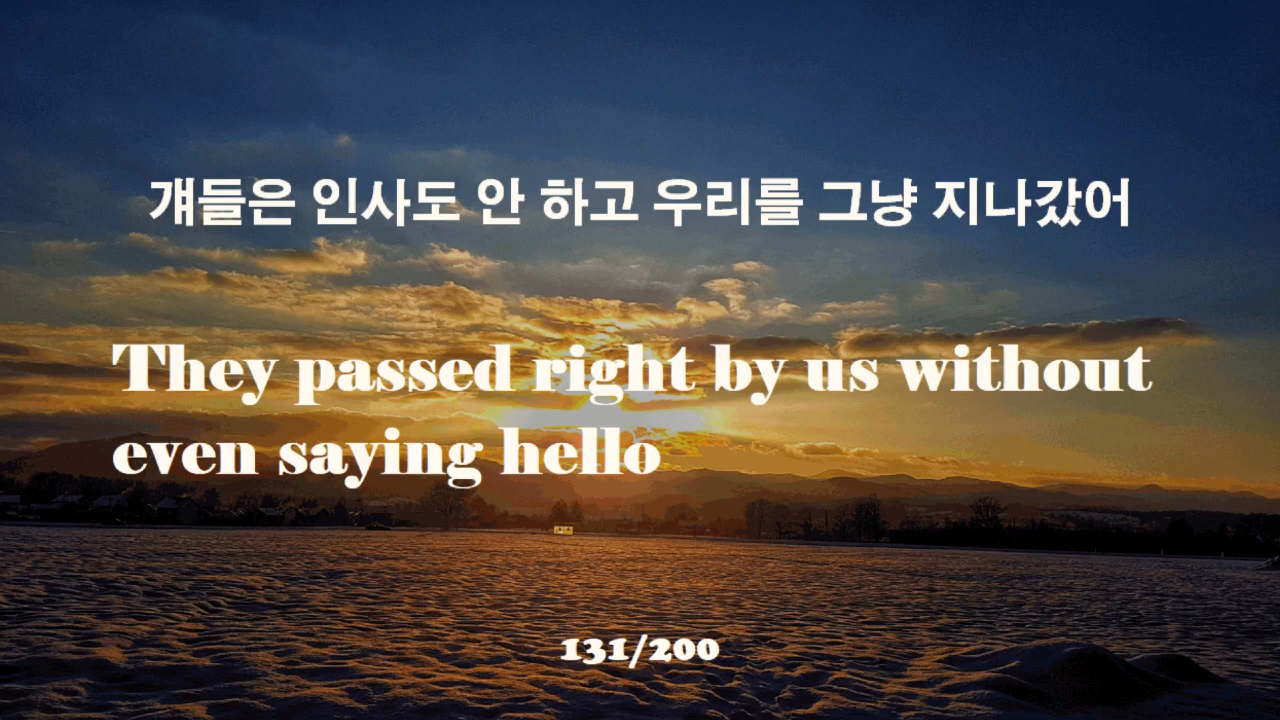 걔들은 인사도 안 하고 우리를 그냥 지나갔어
They passed right by us without
even saying hello
131/200